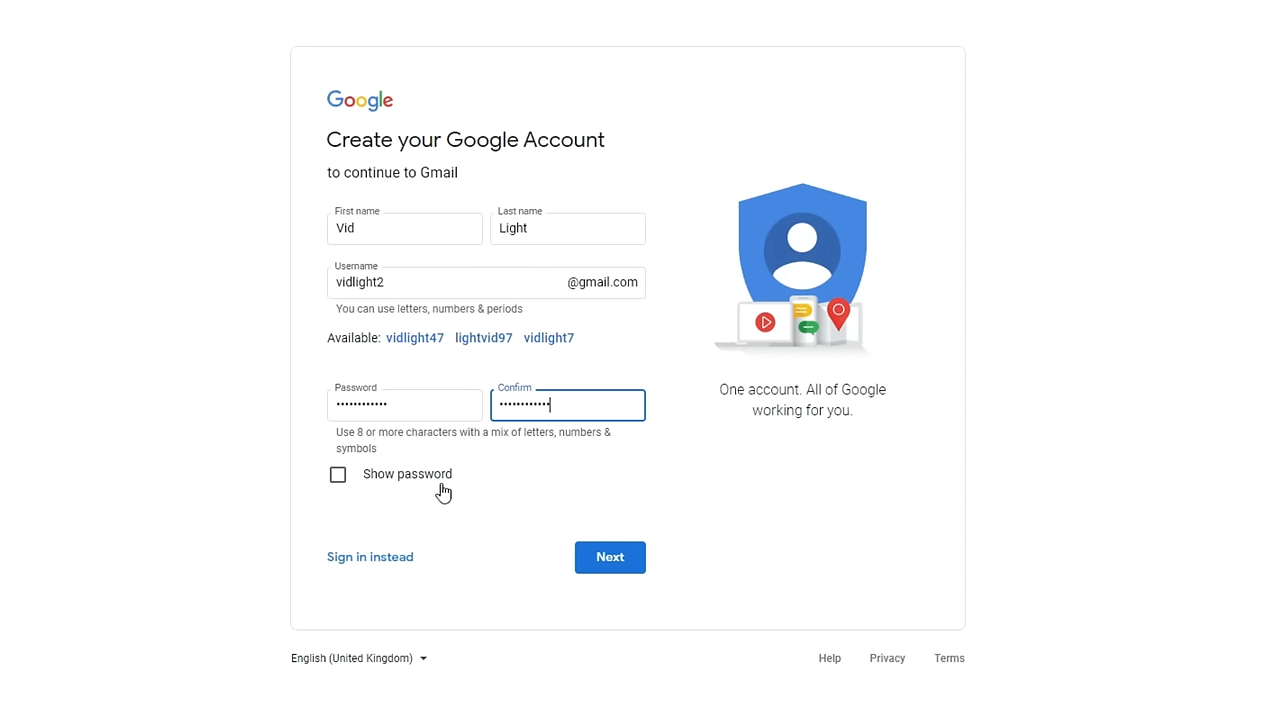 Google
Create your Google Account
to continue to Gmail
First name
Last name
Vid
Light
Username
vidlight2
@gmail.com
You can use letters, numbers & periods
Available: vidlight47 lightvid97 vidlight7
Password
Confirm
••••••••••••
••••••••••••
Use 8 or more characters with a mix of letters, numbers &
symbols
Show password
Sign in instead
Next
One account. All of Google
working for you.
English (United Kingdom)
Help
Privacy
Terms